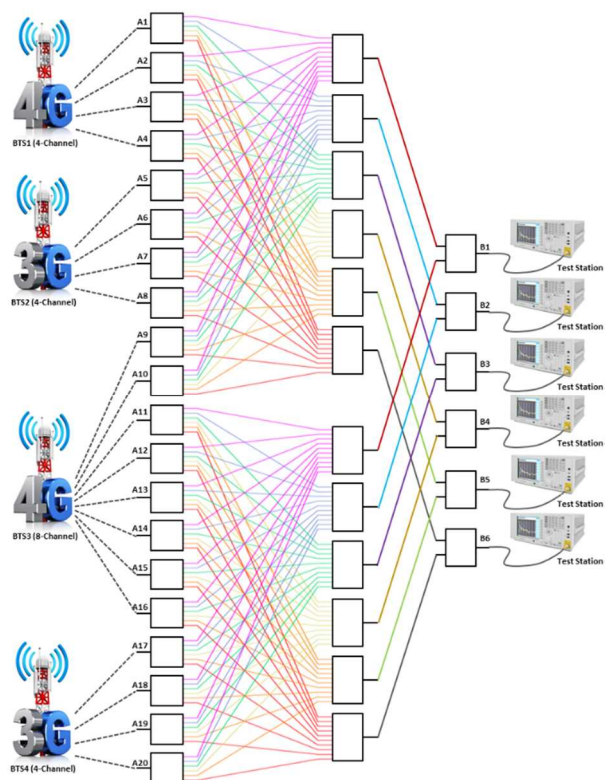 A1
A2
A3
A4
4G
BTS1 (4-Channel)
A5
A6
A7
A8
3G
BTS2 (4-Channel)
A9
A10
A11
A12
A13
A14
A15
A16
4G
BTS3 (8-Channel)
A17
A18
A19
A20
3G
BTS4 (4-Channel)
B1
Test Station
B2
Test Station
B3
Test Station
B4
Test Station
B5
Test Station
B6
Test Station